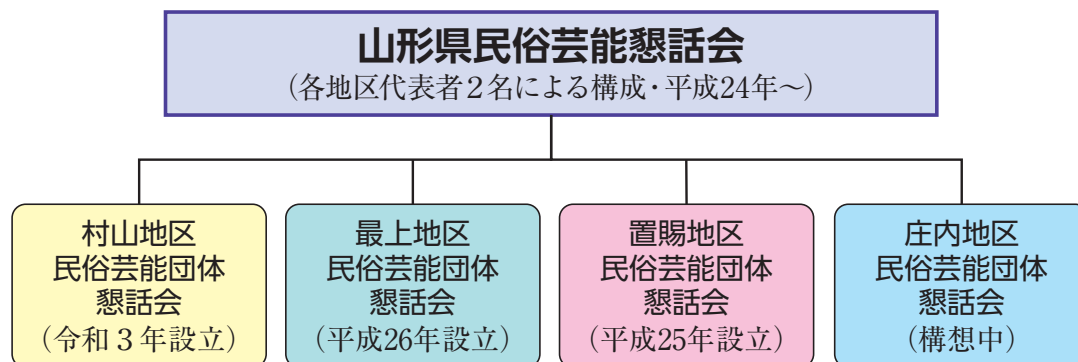 山形県民俗芸能懇話会
（各地区代表者２名による構成・平成24年～）
村山地区
民俗芸能団体
懇話会
（令和３年設立）
最上地区
民俗芸能団体
懇話会
（平成26年設立）
置賜地区
民俗芸能団体
懇話会
（平成25年設立）
庄内地区
民俗芸能団体
懇話会
（構想中）